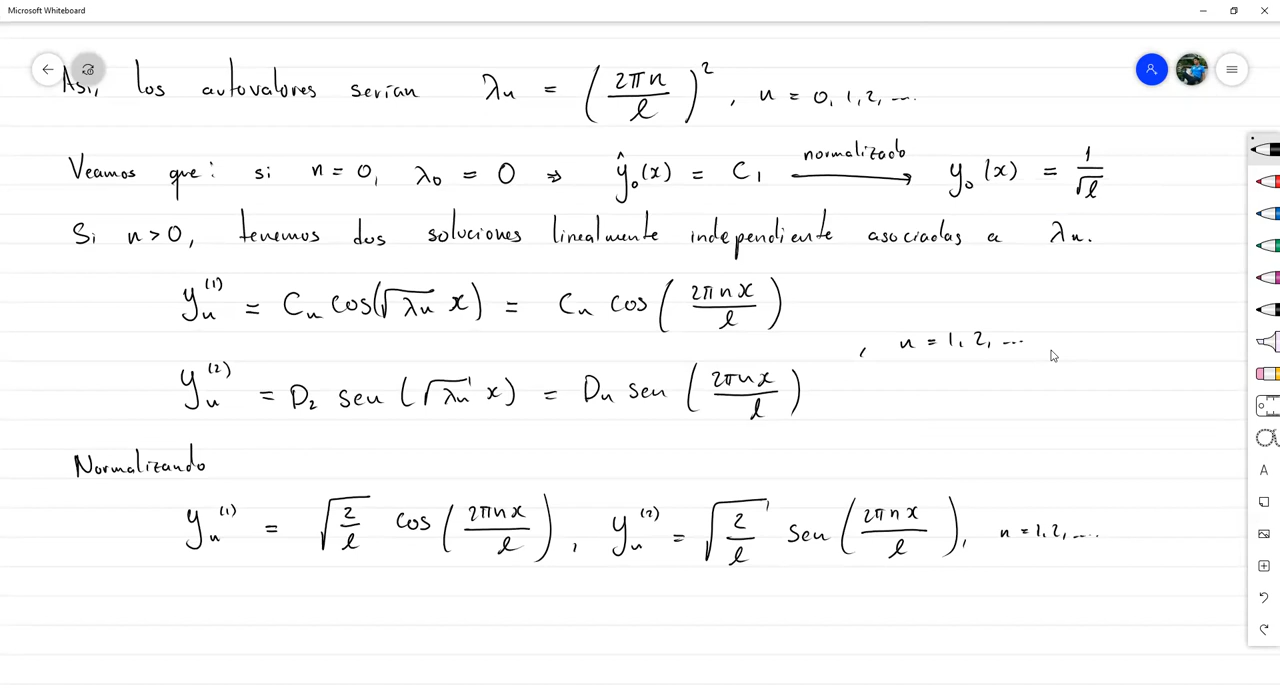 Microsoft Whiteboard
Así, los autovalores serían λn = (2πn/l)², n = 0, 1, 2, ...
Veamos que: si n = 0, λ0 = 0 ⇒ ŷ0(x) = C1 normalizado → y0(x) = 1/√l
Si n>0, tenemos dos soluciones linealmente independiente asociadas a λn.
yn(1) = Cn cos(√λn x) = Cn cos(2πnx/l)
, n = 1, 2, ...
yn(2) = D2 sen(√λn x) = Dn sen(2πnx/l)
Normalizando
yn(1) = √(2/l) cos(2πnx/l), yn(2) = √(2/l) sen(2πnx/l), n = 1, 2, ....
A